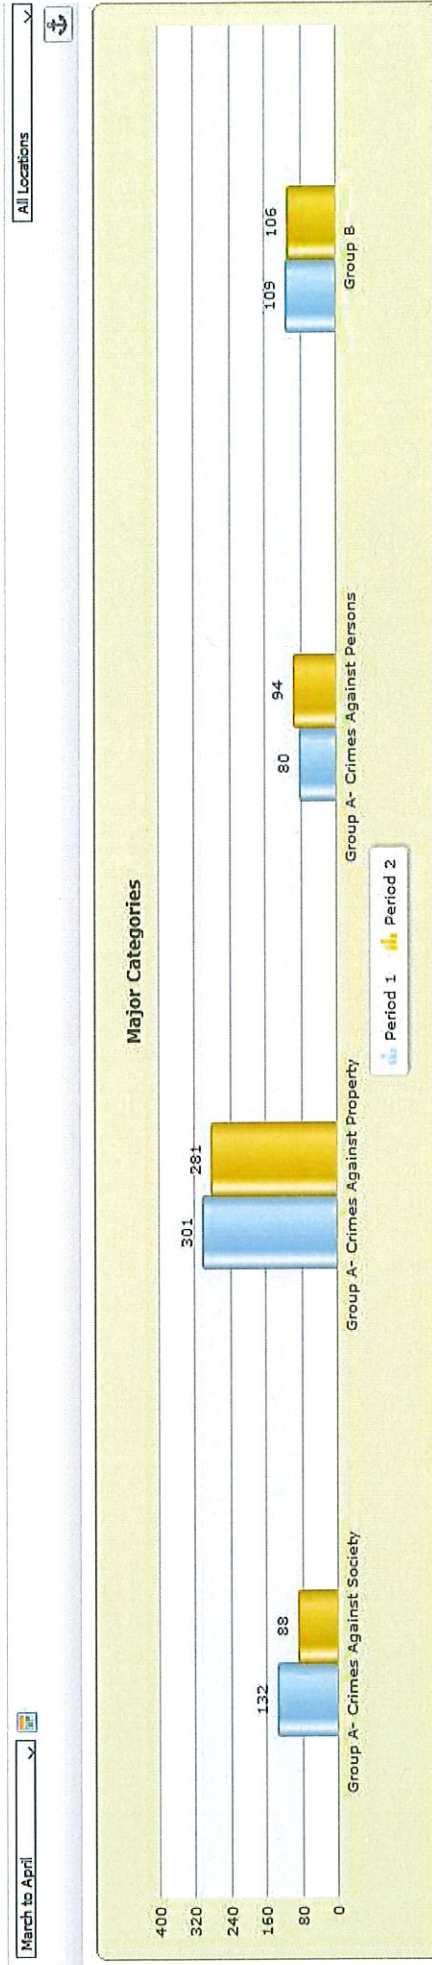 March to April
All Locations
Major Categories
400
320
240
160
80
0
132
88
301
281
80
94
109
106
Group A- Crimes Against Society
Group A- Crimes Against Property
Group A- Crimes Against Persons
Group B
Period 1
Period 2